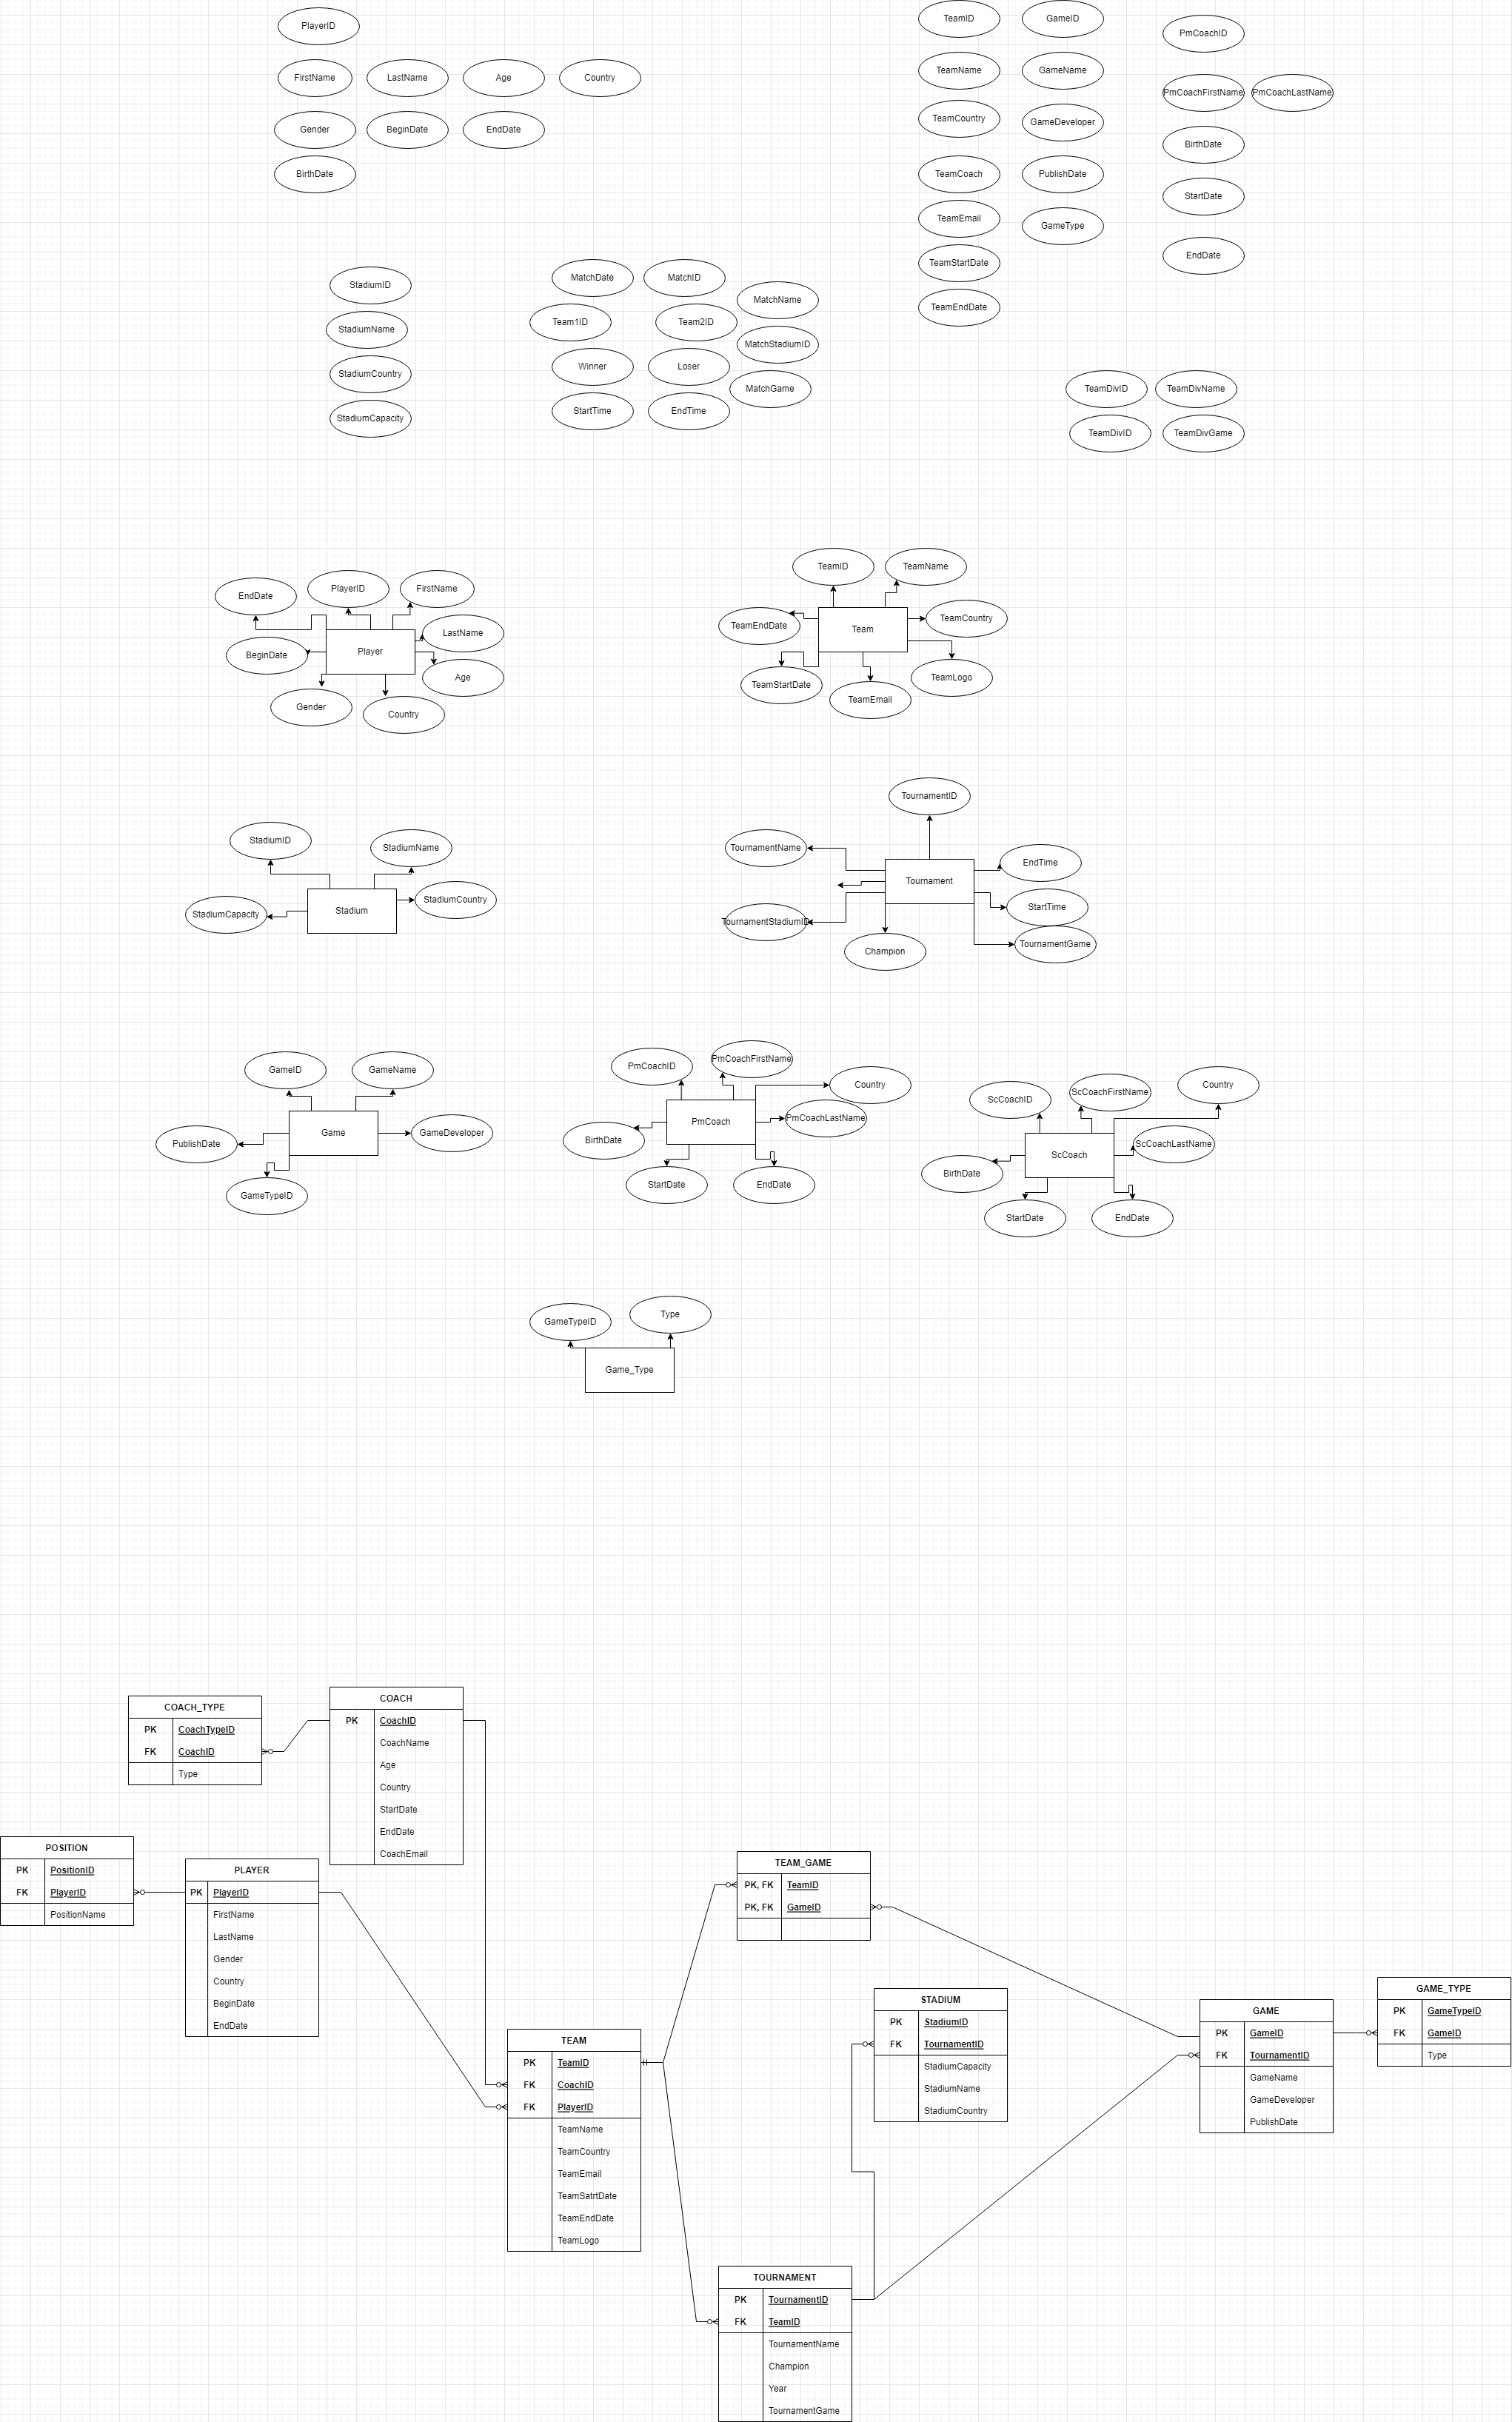 PlayerID
FirstName
LastName
Age
Country
Gender
BeginDate
EndDate
BirthDate
TeamID
GameID
PmCoachID
TeamName
GameName
PmCoachFirstName
PmCoachLastName
TeamCountry
GameDeveloper
BirthDate
TeamCoach
PublishDate
StartDate
TeamEmail
GameType
EndDate
TeamStartDate
TeamEndDate
StadiumID
StadiumName
StadiumCountry
StadiumCapacity
MatchDate
MatchID
MatchName
Team1ID
Team2ID
MatchStadiumID
Winner
Loser
MatchGame
StartTime
EndTime
TeamDivID
TeamDivName
TeamDivID
TeamDivGame
EndDate
PlayerID
FirstName
LastName
BeginDate
Player
Age
Gender
Country
TeamID
TeamName
TeamEndDate
Team
TeamCountry
TeamStartDate
TeamEmail
TeamLogo
StadiumID
StadiumName
StadiumCapacity
Stadium
StadiumCountry
TournamentID
TournamentName
EndTime
Tournament
StartTime
TournamentStadiumID
Champion
TournamentGame
GameID
GameName
PublishDate
Game
GameDeveloper
GameTypeID
PmCoachID
PmCoachFirstName
Country
PmCoach
PmCoachLastName
BirthDate
StartDate
EndDate
ScCoachID
ScCoachFirstName
Country
ScCoach
ScCoachLastName
BirthDate
StartDate
EndDate
GameTypeID
Type
Game_Type
COACH_TYPE
PK CoachTypeID
FK CoachID
Type
COACH
PK CoachID
CoachName
Age
Country
StartDate
EndDate
CoachEmail
POSITION
PK PositionID
FK PlayerID
PositionName
PLAYER
PK PlayerID
FirstName
LastName
Gender
Country
BeginDate
EndDate
TEAM_GAME
PK, FK TeamID
PK, FK GameID
STADIUM
PK StadiumID
FK TournamentID
StadiumCapacity
StadiumName
StadiumCountry
GAME
PK GameID
FK TournamentID
GameName
GameDeveloper
PublishDate
GAME_TYPE
PK GameTypeID
FK GameID
Type
TEAM
PK TeamID
FK CoachID
FK PlayerID
TeamName
TeamCountry
TeamEmail
TeamSatrtDate
TeamEndDate
TeamLogo
TOURNAMENT
PK TournamentID
FK TeamID
TournamentName
Champion
Year
TournamentGame